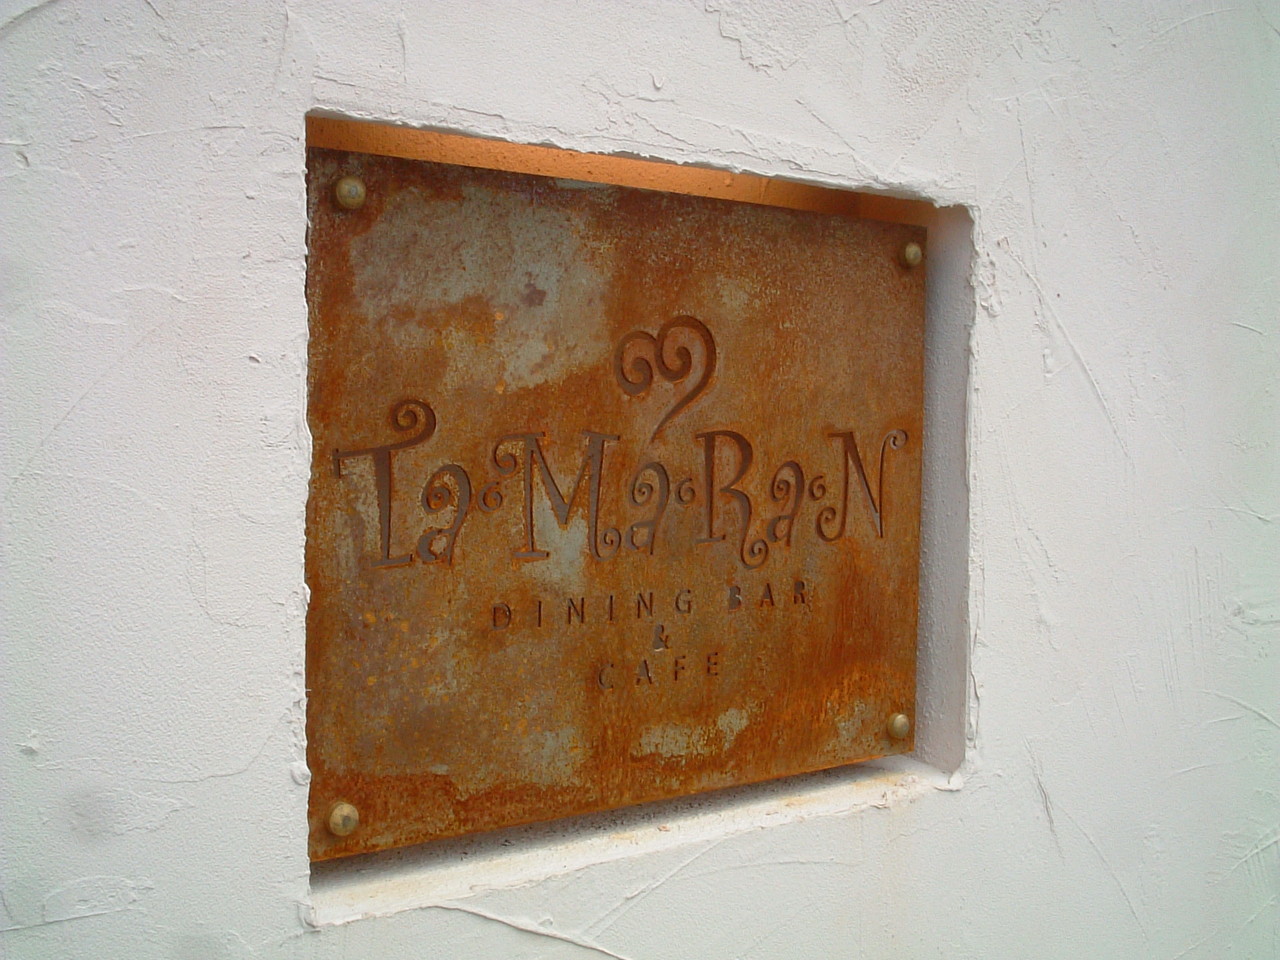 TaMaRaN
DINING BAR
&
CAFE